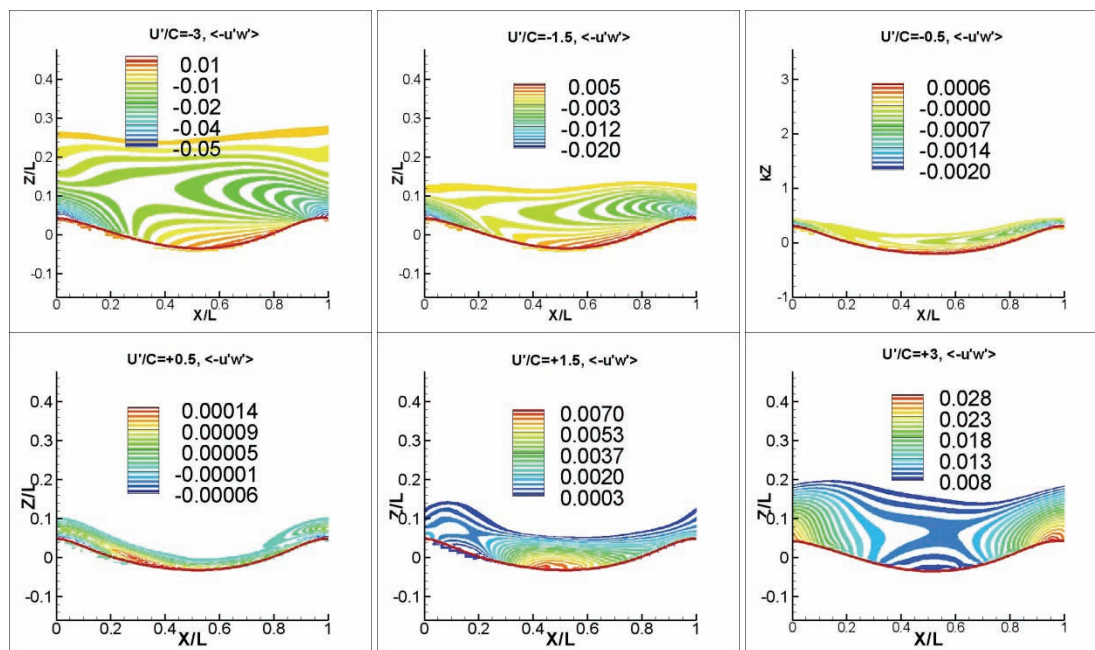 U'/C=-3, <-u'w'>
0.01
-0.01
-0.02
-0.04
-0.05
0.4
0.3
0.2
0.1
0
-0.1
Z/L
0 0.2 0.4 0.6 0.8 1
X/L
U'/C=-1.5, <-u'w'>
0.005
-0.003
-0.012
-0.020
0.4
0.3
0.2
0.1
0
-0.1
Z/L
0 0.2 0.4 0.6 0.8 1
X/L
U'/C=-0.5, <-u'w'>
0.0006
-0.0000
-0.0007
-0.0014
-0.0020
3
2
1
0
-1
kZ
0 0.2 0.4 0.6 0.8 1
X/L
U'/C=+0.5, <-u'w'>
0.00014
0.00009
0.00005
-0.00001
-0.00006
0.4
0.3
0.2
0.1
0
-0.1
Z/L
0 0.2 0.4 0.6 0.8 1
X/L
U'/C=+1.5, <-u'w'>
0.0070
0.0053
0.0037
0.0020
0.0003
0.4
0.3
0.2
0.1
0
-0.1
Z/L
0 0.2 0.4 0.6 0.8 1
X/L
U'/C=+3, <-u'w'>
0.028
0.023
0.018
0.013
0.008
0.4
0.3
0.2
0.1
0
-0.1
Z/L
0 0.2 0.4 0.6 0.8 1
X/L